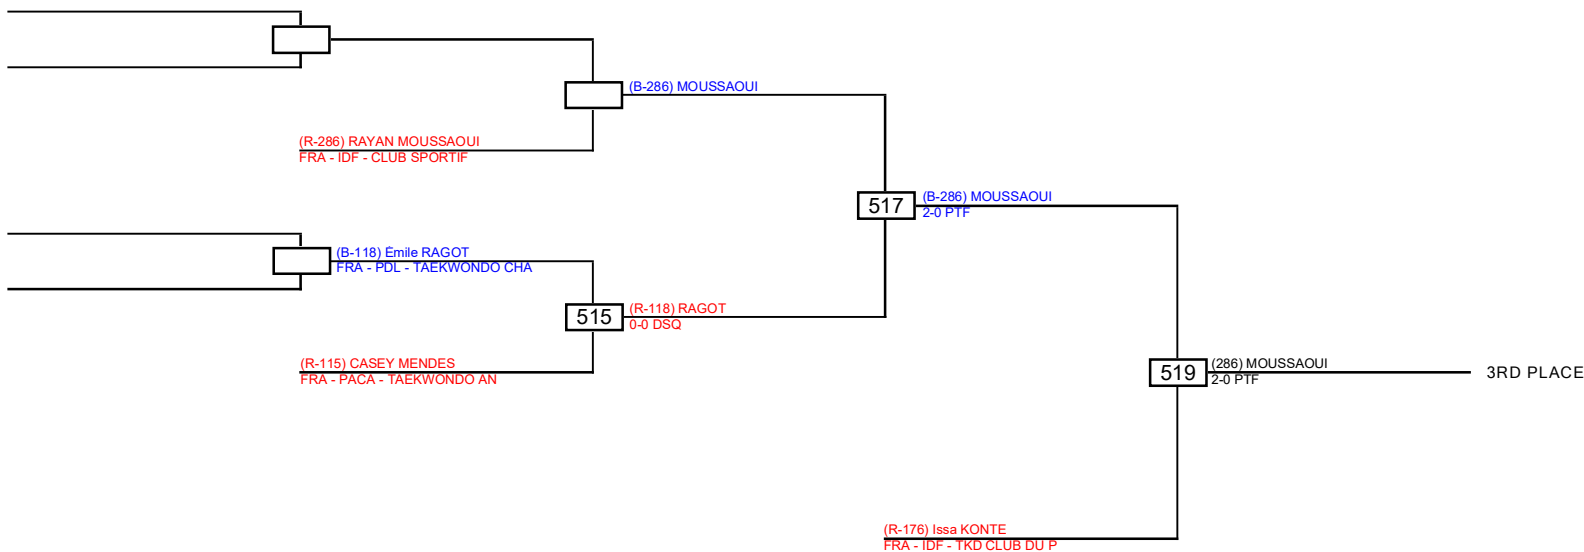 (B-286) MOUSSAOUI
(R-286) RAYAN MOUSSAOUI
FRA - IDF - CLUB SPORTIF
517
(B-286) MOUSSAOUI
2-0 PTF
(B-118) Émile RAGOT
FRA - PDL - TAEKWONDO CHA
515
(R-118) RAGOT
0-0 DSQ
(R-115) CASEY MENDES
FRA - PACA - TAEKWONDO AN
519
(286) MOUSSAOUI
2-0 PTF
3RD PLACE
(R-176) Issa KONTE
FRA - IDF - TKD CLUB DU P